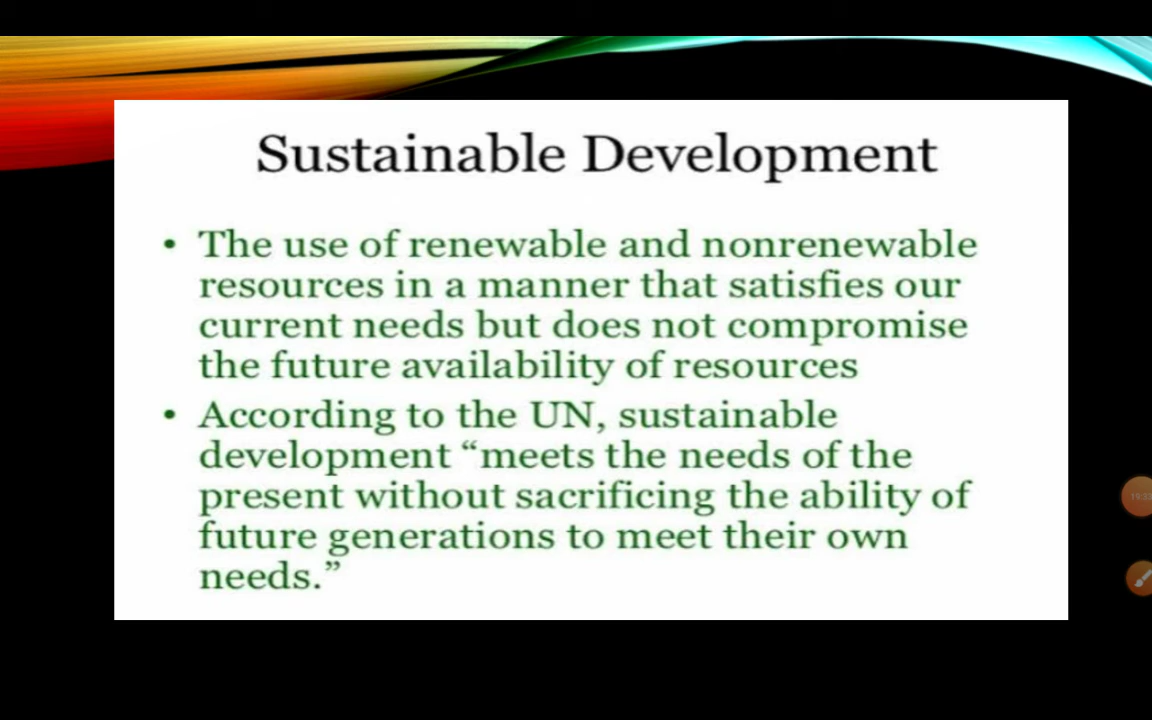 Sustainable Development
• The use of renewable and nonrenewable
resources in a manner that satisfies our
current needs but does not compromise
the future availability of resources
• According to the UN, sustainable
development “meets the needs of the
present without sacrificing the ability of
future generations to meet their own
needs.”